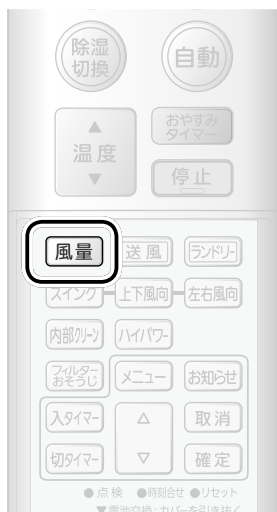 除湿
切換
自動
▲
温度
▼
おやすみ
タイマー
停止
風量
送風
ランドリー
スイング
上下風向
左右風向
内部クリーン
ハイパワー
フィルター
おそうじ
メニュー
お知らせ
入タイマー
△
取消
切タイマー
▽
確定
●点検 ●時刻合せ ●リセット
▼電池交換:カバーを引き抜く